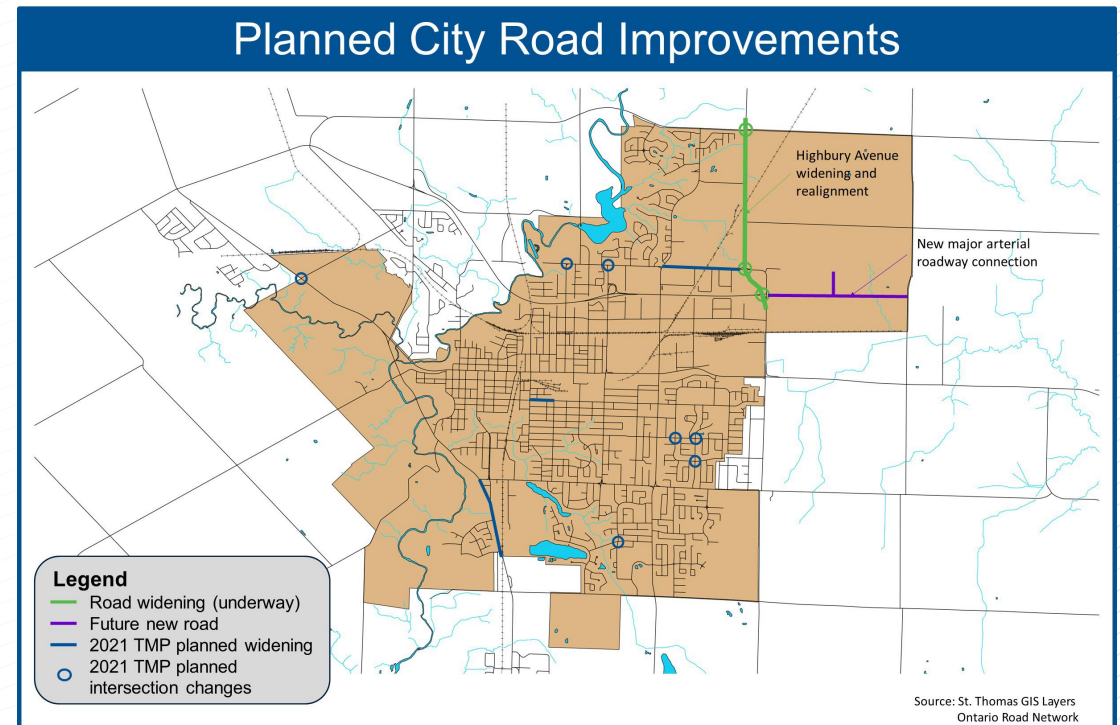 Planned City Road Improvements
Highbury Avenue
widening and
realignment
New major arterial
roadway connection
Legend
Road widening (underway)
Future new road
2021 TMP planned widening
2021 TMP planned
intersection changes
Source: St. Thomas GIS Layers
Ontario Road Network